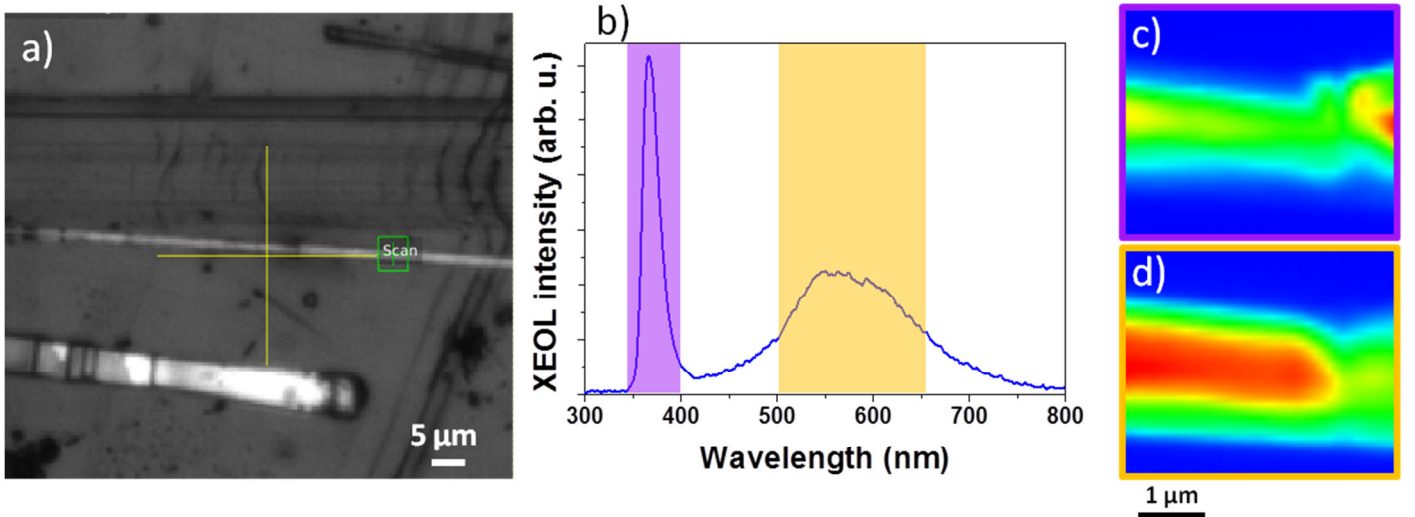 a)
Scan
5 µm
b)
XEOL intensity (arb. u.)
300 400 500 600 700 800
Wavelength (nm)
c)
d)
1 µm